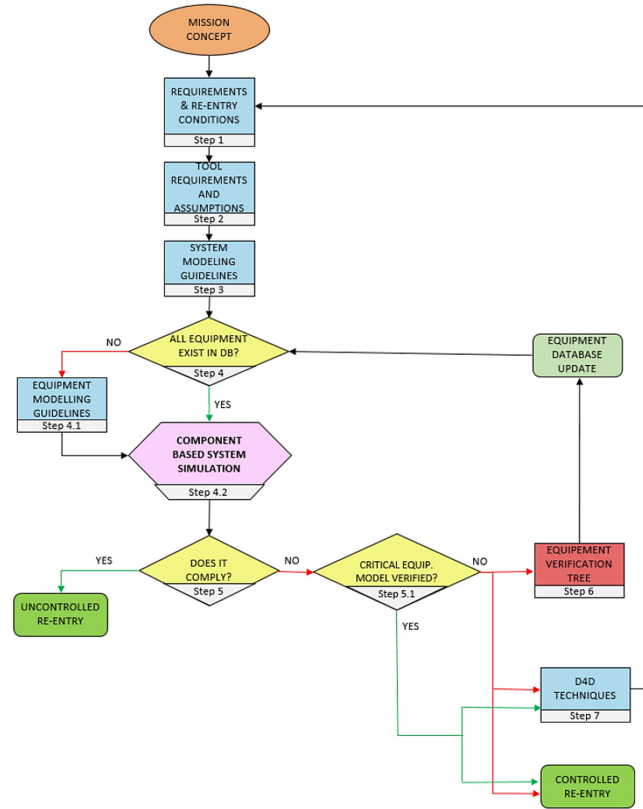 MISSION
CONCEPT
REQUIREMENTS
& RE-ENTRY
CONDITIONS
Step 1
TOOL
REQUIREMENTS
AND
ASSUMPTIONS
Step 2
SYSTEM
MODELING
GUIDELINES
Step 3
ALL EQUIPMENT
EXIST IN DB?
Step 4
NO
YES
EQUIPMENT
DATABASE
UPDATE
EQUIPMENT
MODELLING
GUIDELINES
Step 4.1
COMPONENT
BASED SYSTEM
SIMULATION
Step 4.2
YES
DOES IT
COMPLY?
Step 5
NO
CRITICAL EQUIP.
MODEL VERIFIED?
Step 5.1
NO
YES
EQUIPEMENT
VERIFICATION
TREE
Step 6
UNCONTROLLED
RE-ENTRY
D4D
TECHNIQUES
Step 7
CONTROLLED
RE-ENTRY